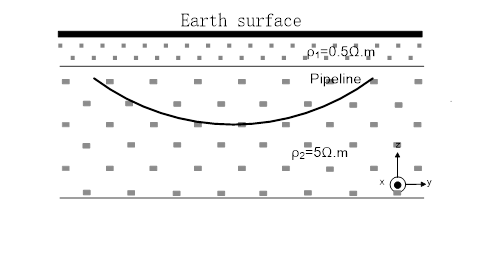 Earth surface
ρ₁=0.5Ω.m
Pipeline
ρ₂=5Ω.m
z
x
y